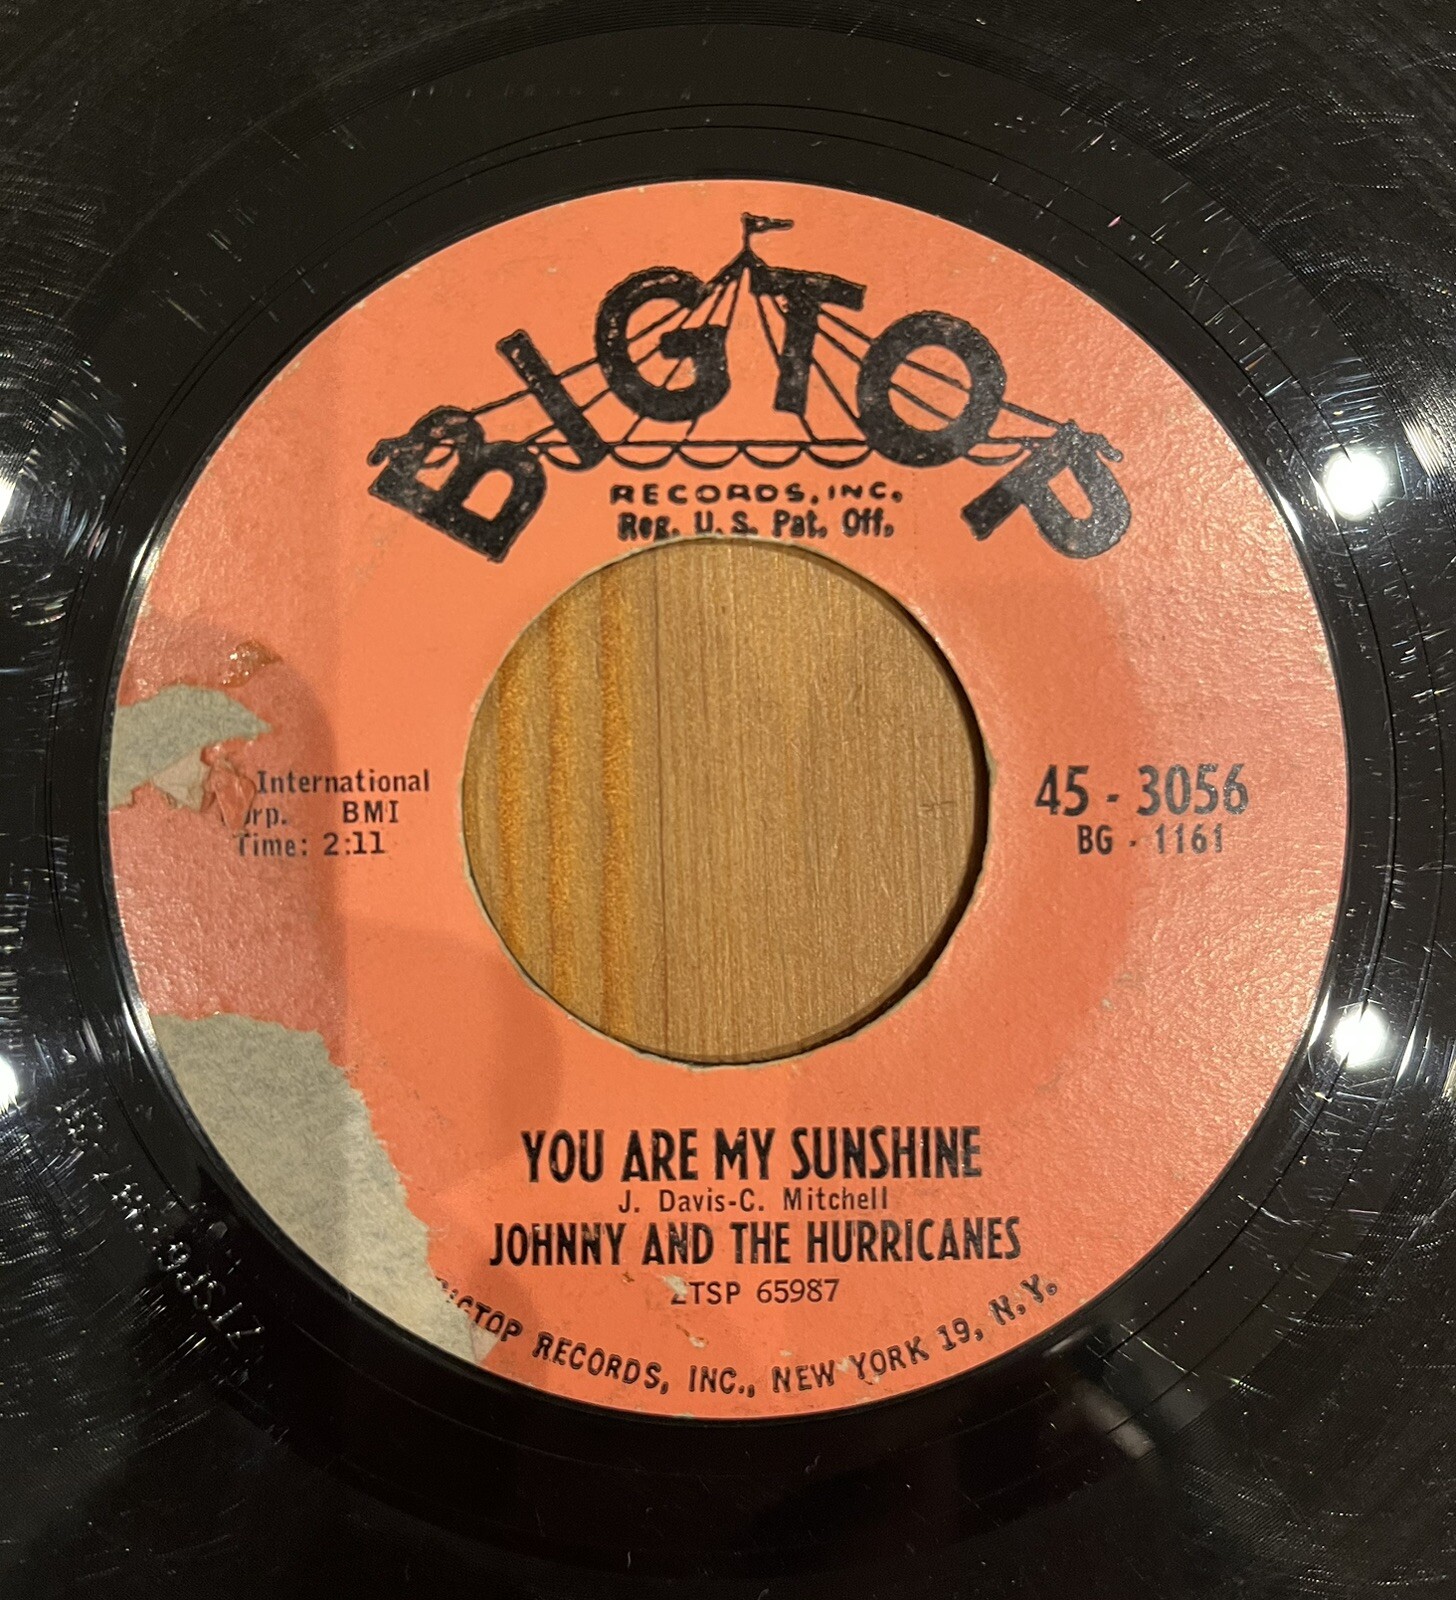 BIGTOP
RECORDS, INC.
Reg. U. S. Pat. Off.
International
BMI
Time: 2:11
45 - 3056
BG - 1161
YOU ARE MY SUNSHINE
J. Davis-C. Mitchell
JOHNNY AND THE HURRICANES
ZTSP 65987
BIGTOP RECORDS, INC., NEW YORK 19, N.Y.